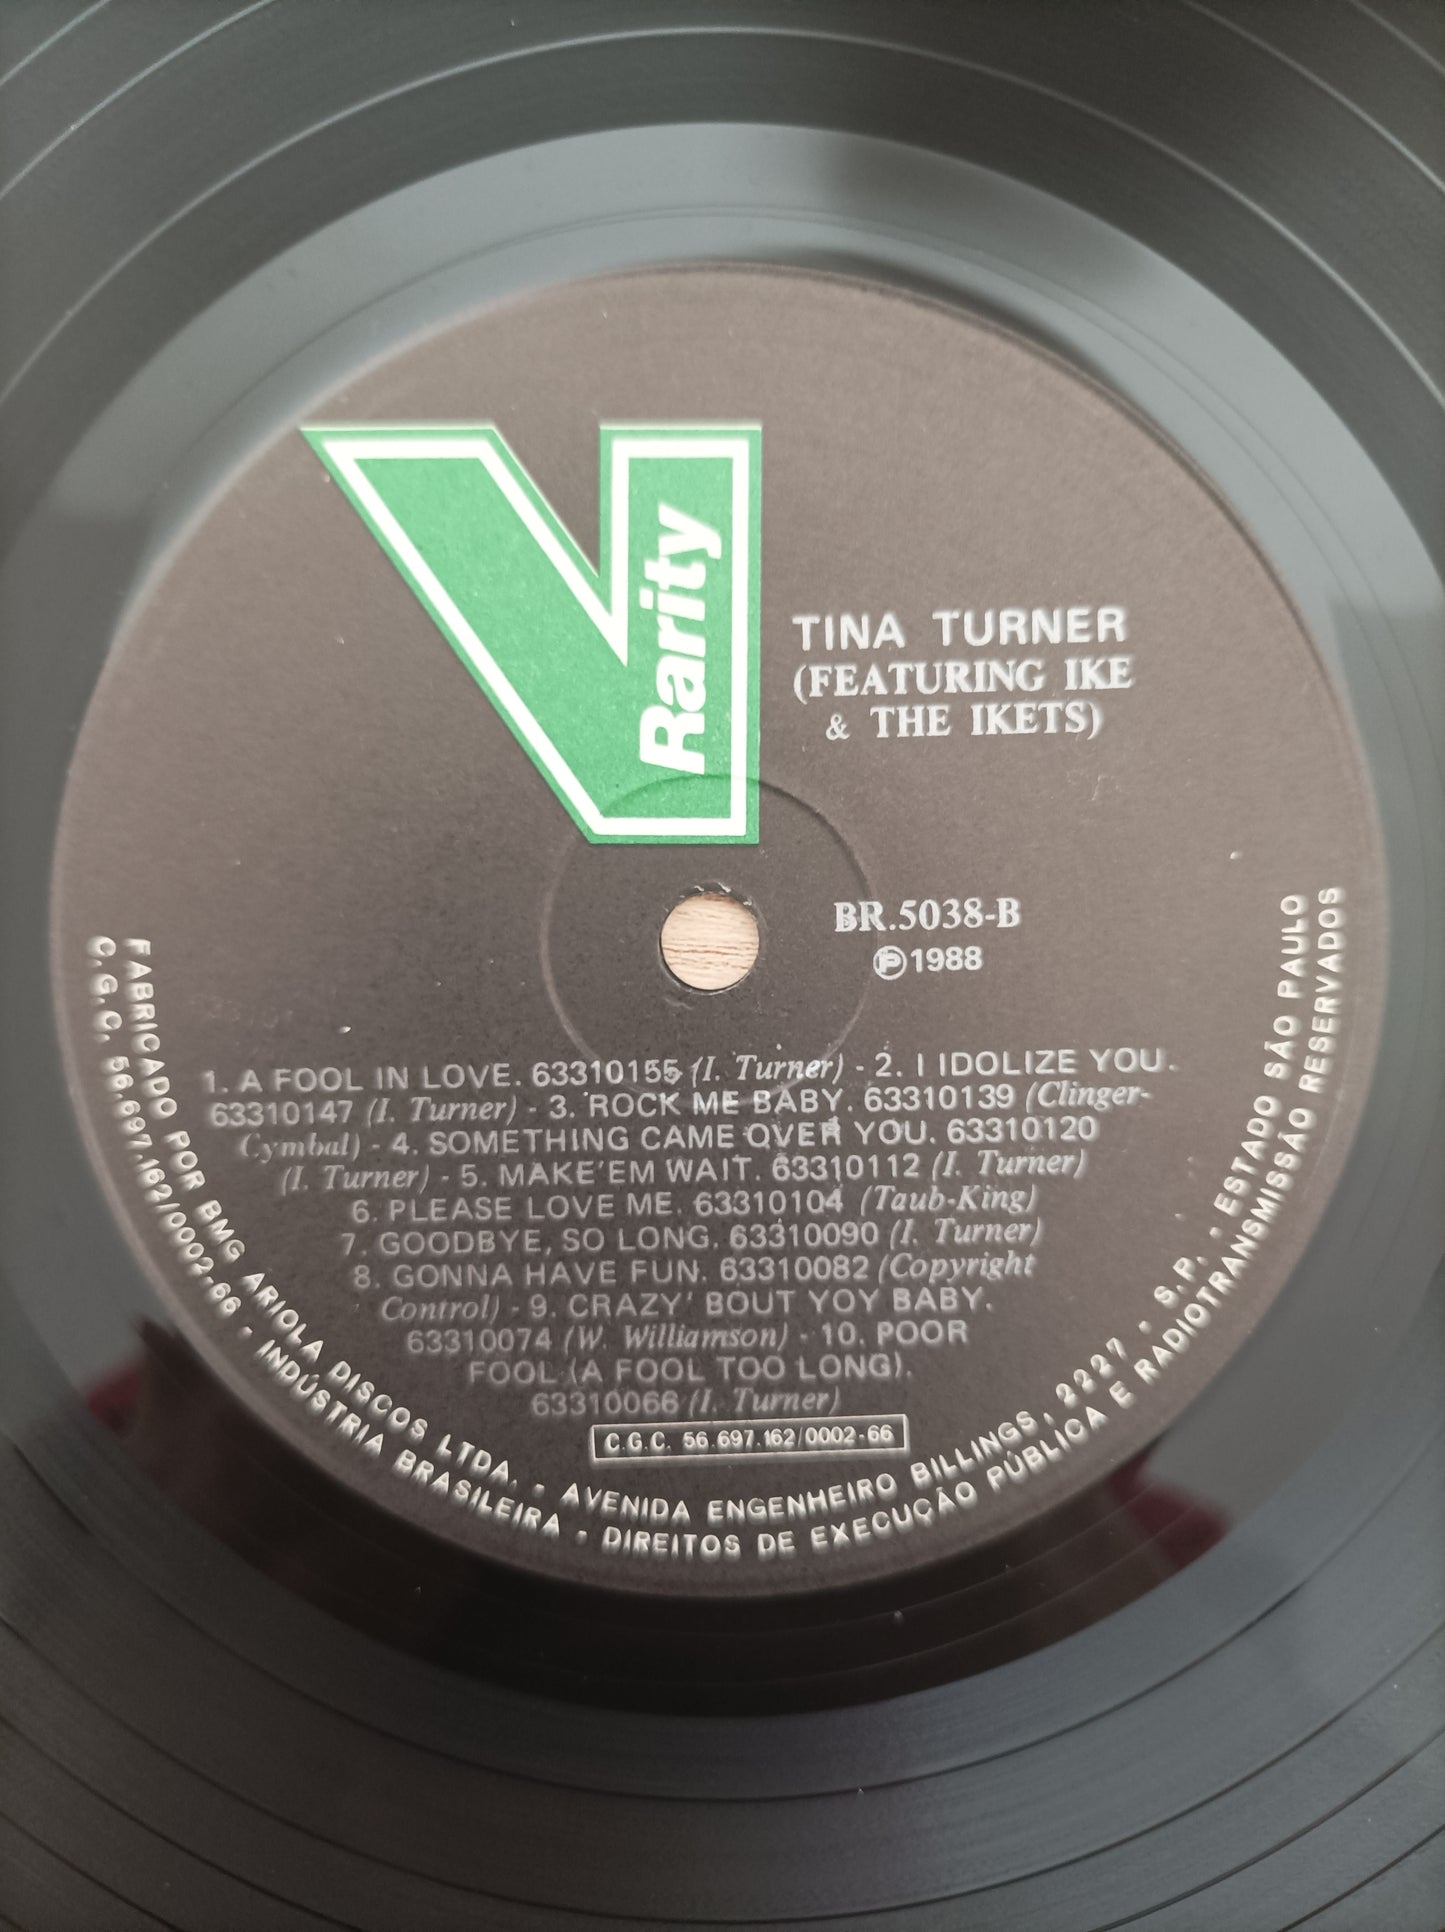 Rarity
TINA TURNER
(FEATURING IKE
& THE IKETS)
BR.5038-B
Ⓟ1988
1. A FOOL IN LOVE. 63310155 (I. Turner) - 2. I IDOLIZE YOU.
63310147 (I. Turner) - 3. ROCK ME BABY. 63310139 (Clinger-
Cymbal) - 4. SOMETHING CAME OVER YOU. 63310120
(I. Turner) - 5. MAKE'EM WAIT. 63310112 (I. Turner)
6. PLEASE LOVE ME. 63310104 (Taub-King)
7. GOODBYE, SO LONG. 63310090 (I. Turner)
8. GONNA HAVE FUN. 63310082 (Copyright
Control) - 9. CRAZY' BOUT YOY BABY.
63310074 (W. Williamson) - 10. POOR
FOOL (A FOOL TOO LONG).
63310066 (I. Turner)
C.G.C. 56.697.162/0002-66
FABRICADO POR BMG ARIOLA DISCOS LTDA. - AVENIDA ENGENHEIRO BILLINGS, 2227 - S.P. - ESTADO SÃO PAULO
C.G.C. 56.697.162/0002-66 - INDÚSTRIA BRASILEIRA - DIREITOS DE EXECUÇÃO PÚBLICA E RADIOTRANSMISSÃO RESERVADOS